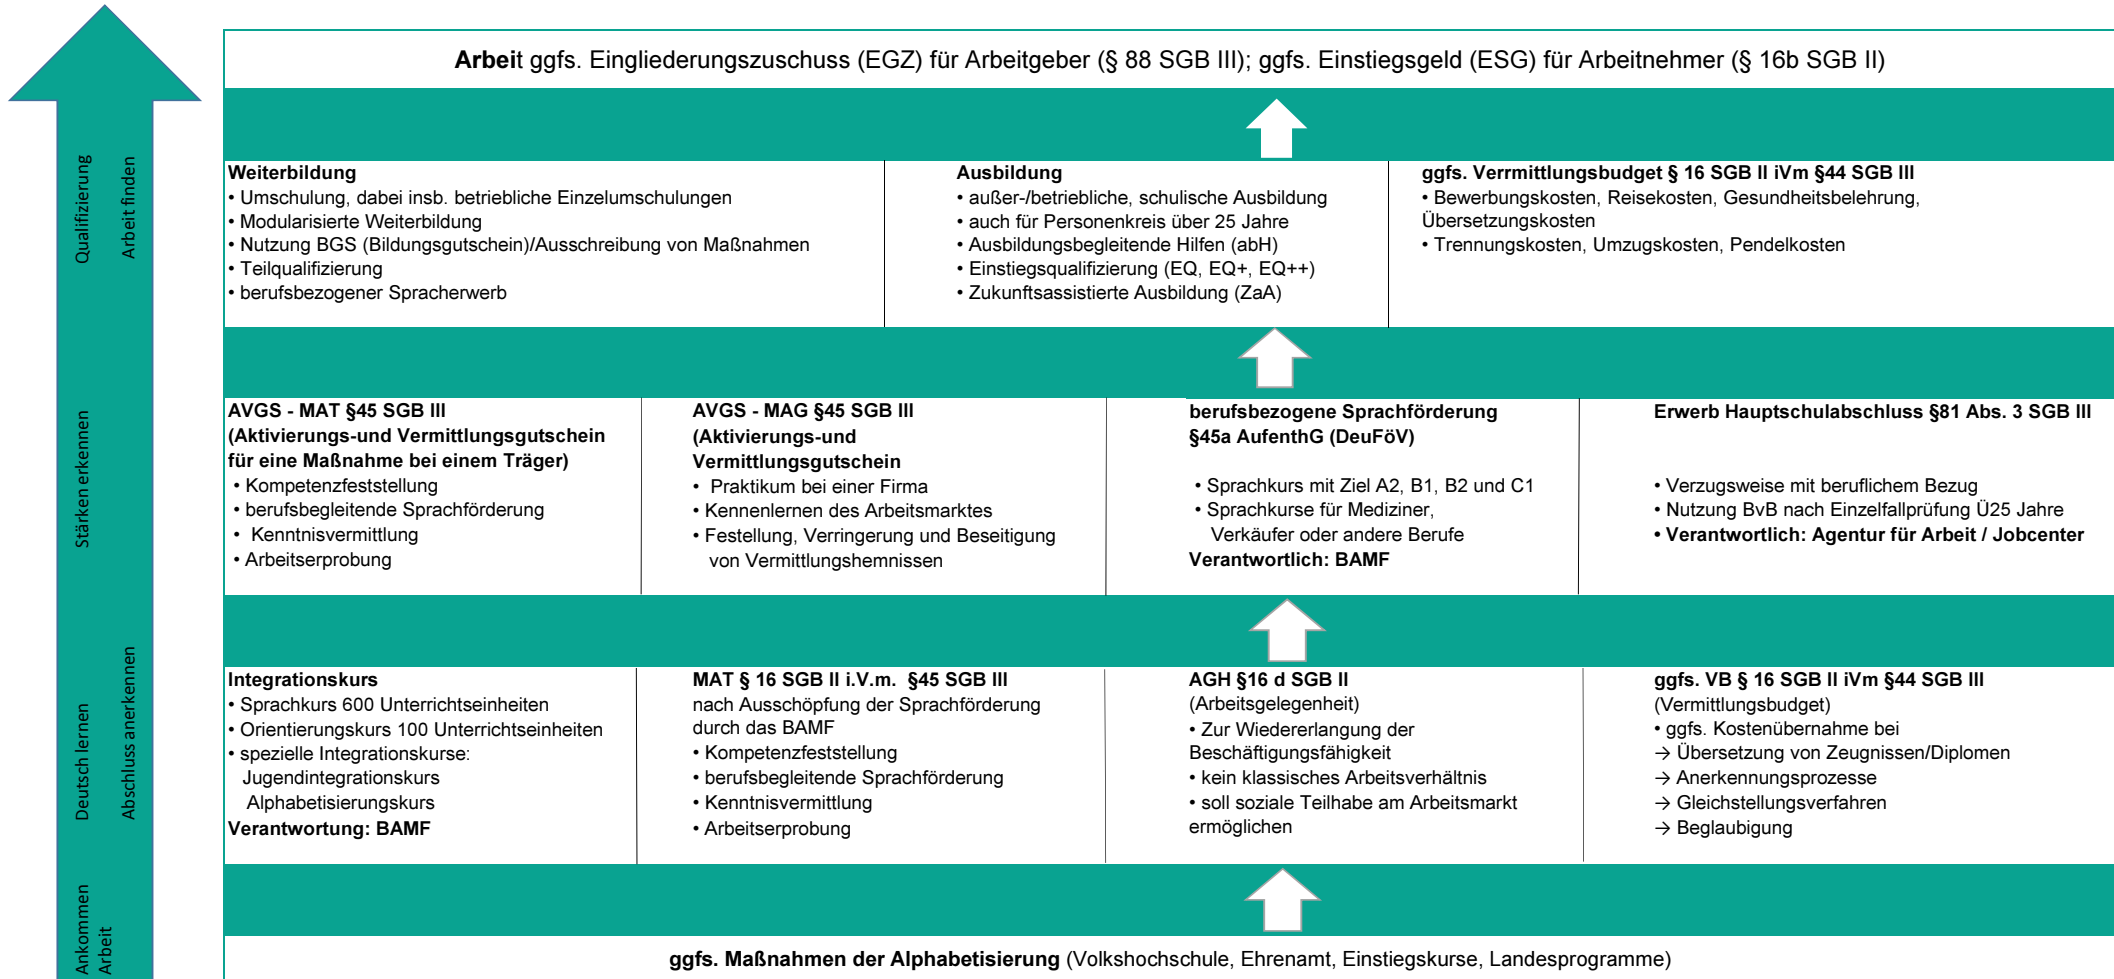 Arbeit ggfs. Eingliederungszuschuss (EGZ) für Arbeitgeber (§ 88 SGB III); ggfs. Einstiegsgeld (ESG) für Arbeitnehmer (§ 16b SGB II)
Qualifizierung
Arbeit finden
Weiterbildung
• Umschulung, dabei insb. betriebliche Einzelumschulungen
• Modularisierte Weiterbildung
• Nutzung BGS (Bildungsgutschein)/Ausschreibung von Maßnahmen
• Teilqualifizierung
• berufsbezogener Spracherwerb
Ausbildung
• außer-/betriebliche, schulische Ausbildung
• auch für Personenkreis über 25 Jahre
• Ausbildungsbegleitende Hilfen (abH)
• Einstiegsqualifizierung (EQ, EQ+, EQ++)
• Zukunftsassistierte Ausbildung (ZaA)
ggfs. Verrmittlungsbudget § 16 SGB II iVm §44 SGB III
• Bewerbungskosten, Reisekosten, Gesundheitsbelehrung,
Übersetzungskosten
• Trennungskosten, Umzugskosten, Pendelkosten
Stärken erkennen
AVGS - MAT §45 SGB III
(Aktivierungs-und Vermittlungsgutschein
für eine Maßnahme bei einem Träger)
• Kompetenzfeststellung
• berufsbegleitende Sprachförderung
• Kenntnisvermittlung
• Arbeitserprobung
AVGS - MAG §45 SGB III
(Aktivierungs-und
Vermittlungsgutschein
• Praktikum bei einer Firma
• Kennenlernen des Arbeitsmarktes
• Festellung, Verringerung und Beseitigung
von Vermittlungshemnissen
berufsbezogene Sprachförderung
§45a AufenthG (DeuFöV)
• Sprachkurs mit Ziel A2, B1, B2 und C1
• Sprachkurse für Mediziner,
Verkäufer oder andere Berufe
Verantwortlich: BAMF
Erwerb Hauptschulabschluss §81 Abs. 3 SGB III
• Verzugsweise mit beruflichem Bezug
• Nutzung BvB nach Einzelfallprüfung Ü25 Jahre
• Verantwortlich: Agentur für Arbeit / Jobcenter
Deutsch lernen
Abschluss anerkennen
Integrationskurs
• Sprachkurs 600 Unterrichtseinheiten
• Orientierungskurs 100 Unterrichtseinheiten
• spezielle Integrationskurse:
Jugendintegrationskurs
Alphabetisierungskurs
Verantwortung: BAMF
MAT § 16 SGB II i.V.m. §45 SGB III
nach Ausschöpfung der Sprachförderung
durch das BAMF
• Kompetenzfeststellung
• berufsbegleitende Sprachförderung
• Kenntnisvermittlung
• Arbeitserprobung
AGH §16 d SGB II
(Arbeitsgelegenheit)
• Zur Wiedererlangung der
Beschäftigungsfähigkeit
• kein klassisches Arbeitsverhältnis
• soll soziale Teilhabe am Arbeitsmarkt
ermöglichen
ggfs. VB § 16 SGB II iVm §44 SGB III
(Vermittlungsbudget)
• ggfs. Kostenübernahme bei
→ Übersetzung von Zeugnissen/Diplomen
→ Anerkennungsprozesse
→ Gleichstellungsverfahren
→ Beglaubigung
Ankommen
Arbeit
ggfs. Maßnahmen der Alphabetisierung (Volkshochschule, Ehrenamt, Einstiegskurse, Landesprogramme)